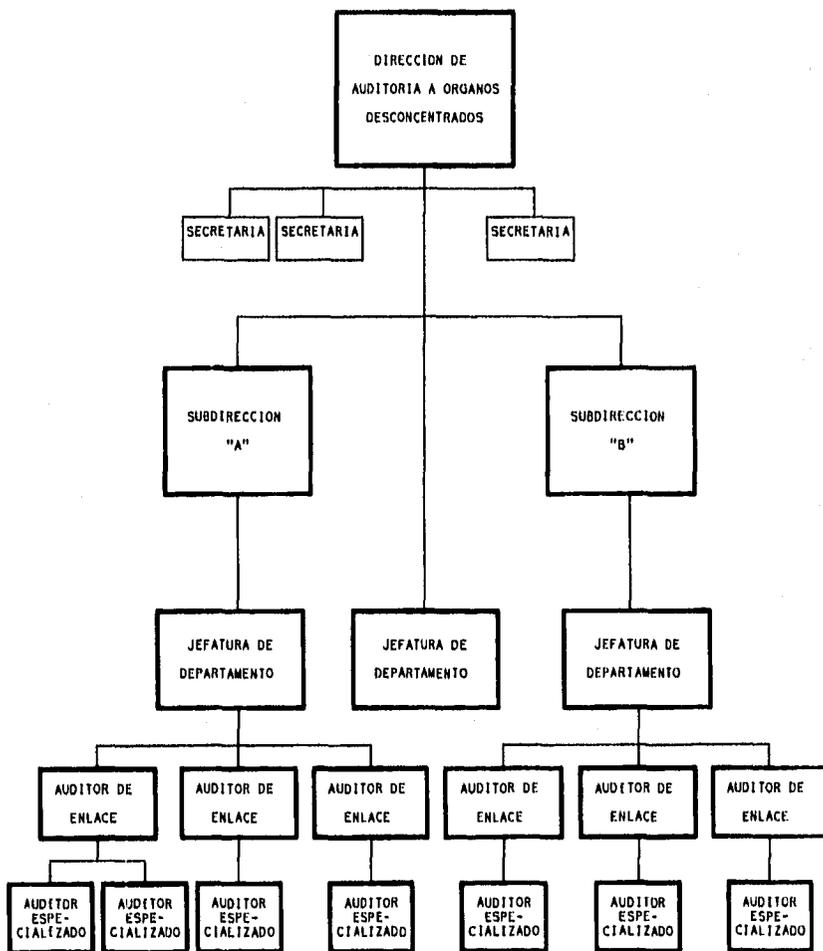 DIRECCION DE
AUDITORIA A ORGANOS
DESCONCENTRADOS
SECRETARIA
SECRETARIA
SECRETARIA
SUBDIRECCION
"A"
SUBDIRECCION
"B"
JEFATURA DE
DEPARTAMENTO
JEFATURA DE
DEPARTAMENTO
JEFATURA DE
DEPARTAMENTO
AUDITOR DE
ENLACE
AUDITOR DE
ENLACE
AUDITOR DE
ENLACE
AUDITOR DE
ENLACE
AUDITOR DE
ENLACE
AUDITOR DE
ENLACE
AUDITOR
ESPE-
CIALIZADO
AUDITOR
ESPE-
CIALIZADO
AUDITOR
ESPE-
CIALIZADO
AUDITOR
ESPE-
CIALIZADO
AUDITOR
ESPE-
CIALIZADO
AUDITOR
ESPE-
CIALIZADO
AUDITOR
ESPE-
CIALIZADO